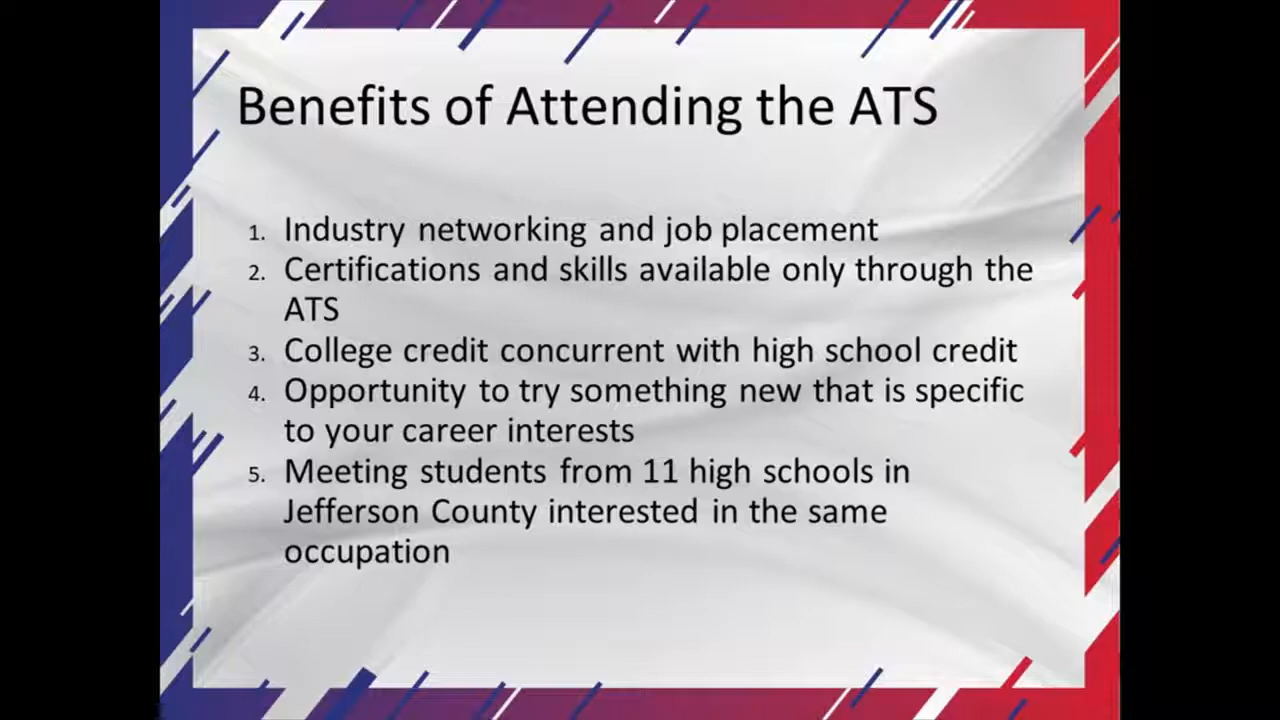 Benefits of Attending the ATS
1. Industry networking and job placement
2. Certifications and skills available only through the
ATS
3. College credit concurrent with high school credit
4. Opportunity to try something new that is specific
to your career interests
5. Meeting students from 11 high schools in
Jefferson County interested in the same
occupation